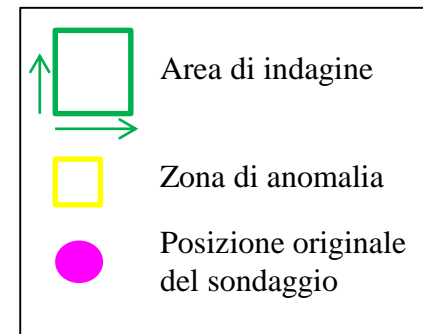 Area di indagine
Zona di anomalia
Posizione originale
del sondaggio